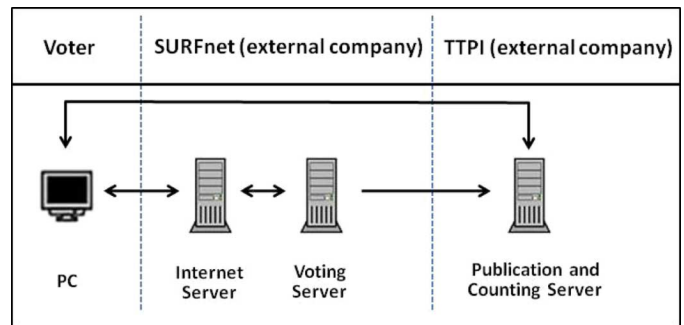 Voter
SURFnet (external company)
TTPI (external company)
PC
Internet
Server
Voting
Server
Publication and
Counting Server